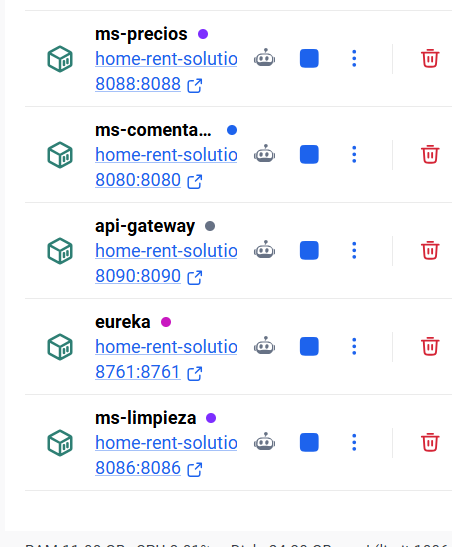 ms-precios
home-rent-solutio
8088:8088
ms-comenta...
home-rent-solutio
8080:8080
api-gateway
home-rent-solutio
8090:8090
eureka
home-rent-solutio
8761:8761
ms-limpieza
home-rent-solutio
8086:8086